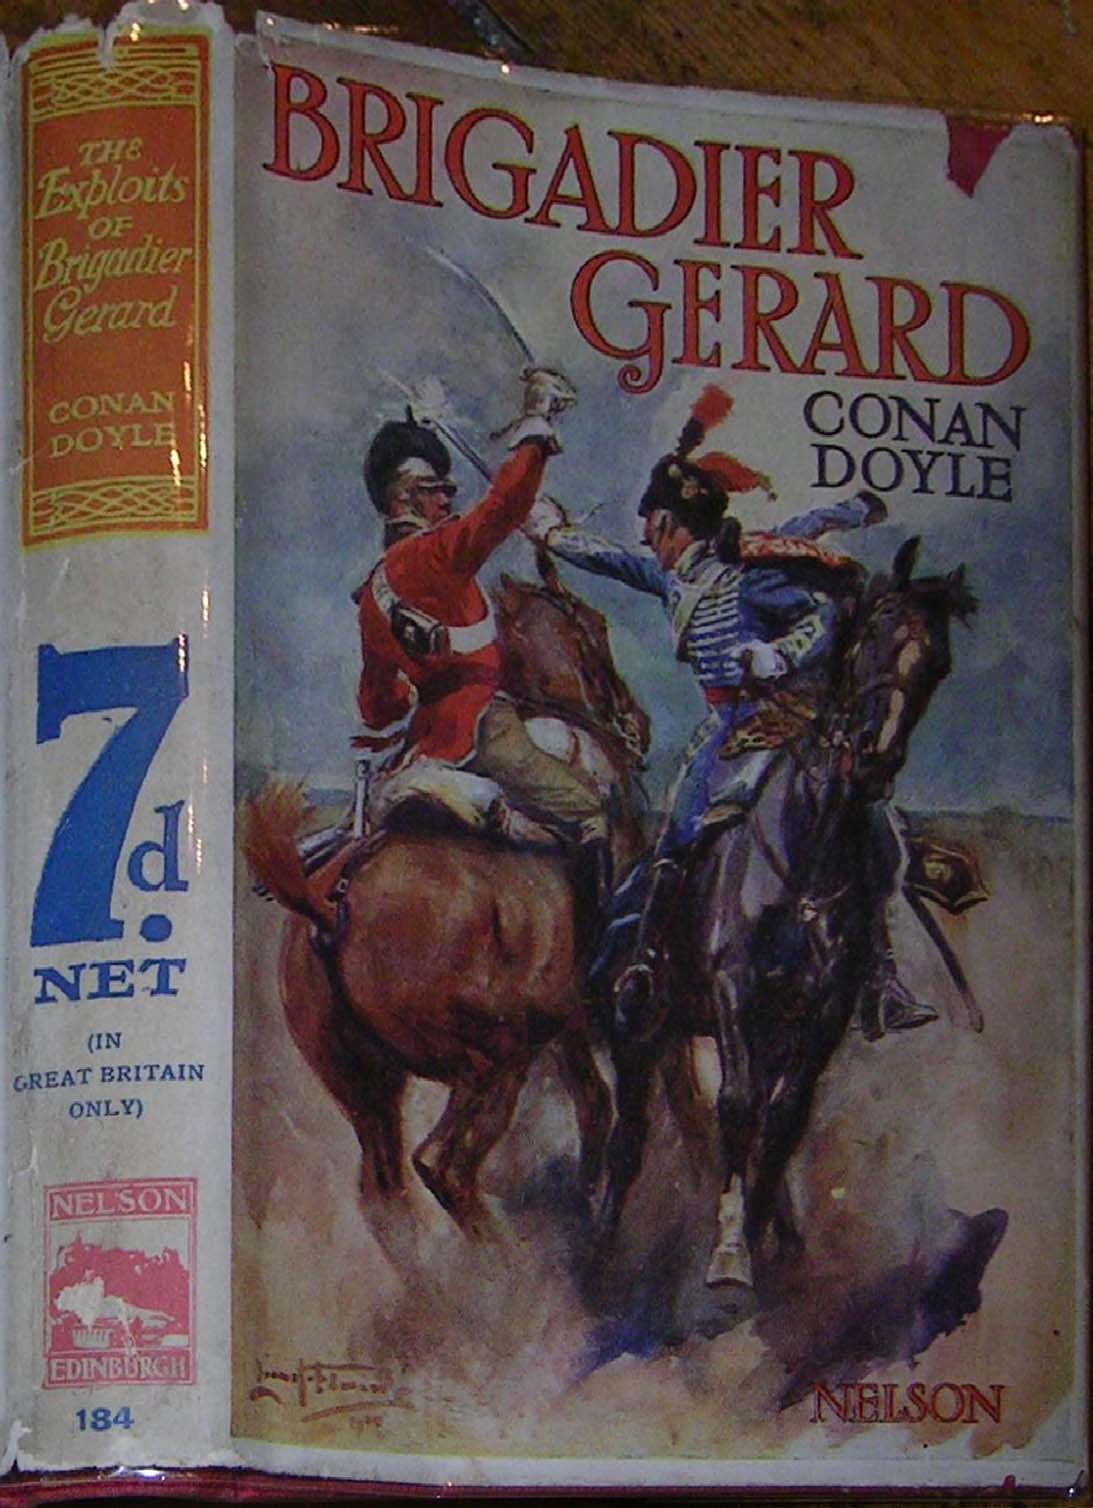 THE
Exploits
OF
Brigadier
Gerard
CONAN
DOYLE
7d.
NET
(IN
GREAT BRITAIN
ONLY)
NELSON
EDINBURGH
184
BRIGADIER
GERARD
CONAN
DOYLE
NELSON